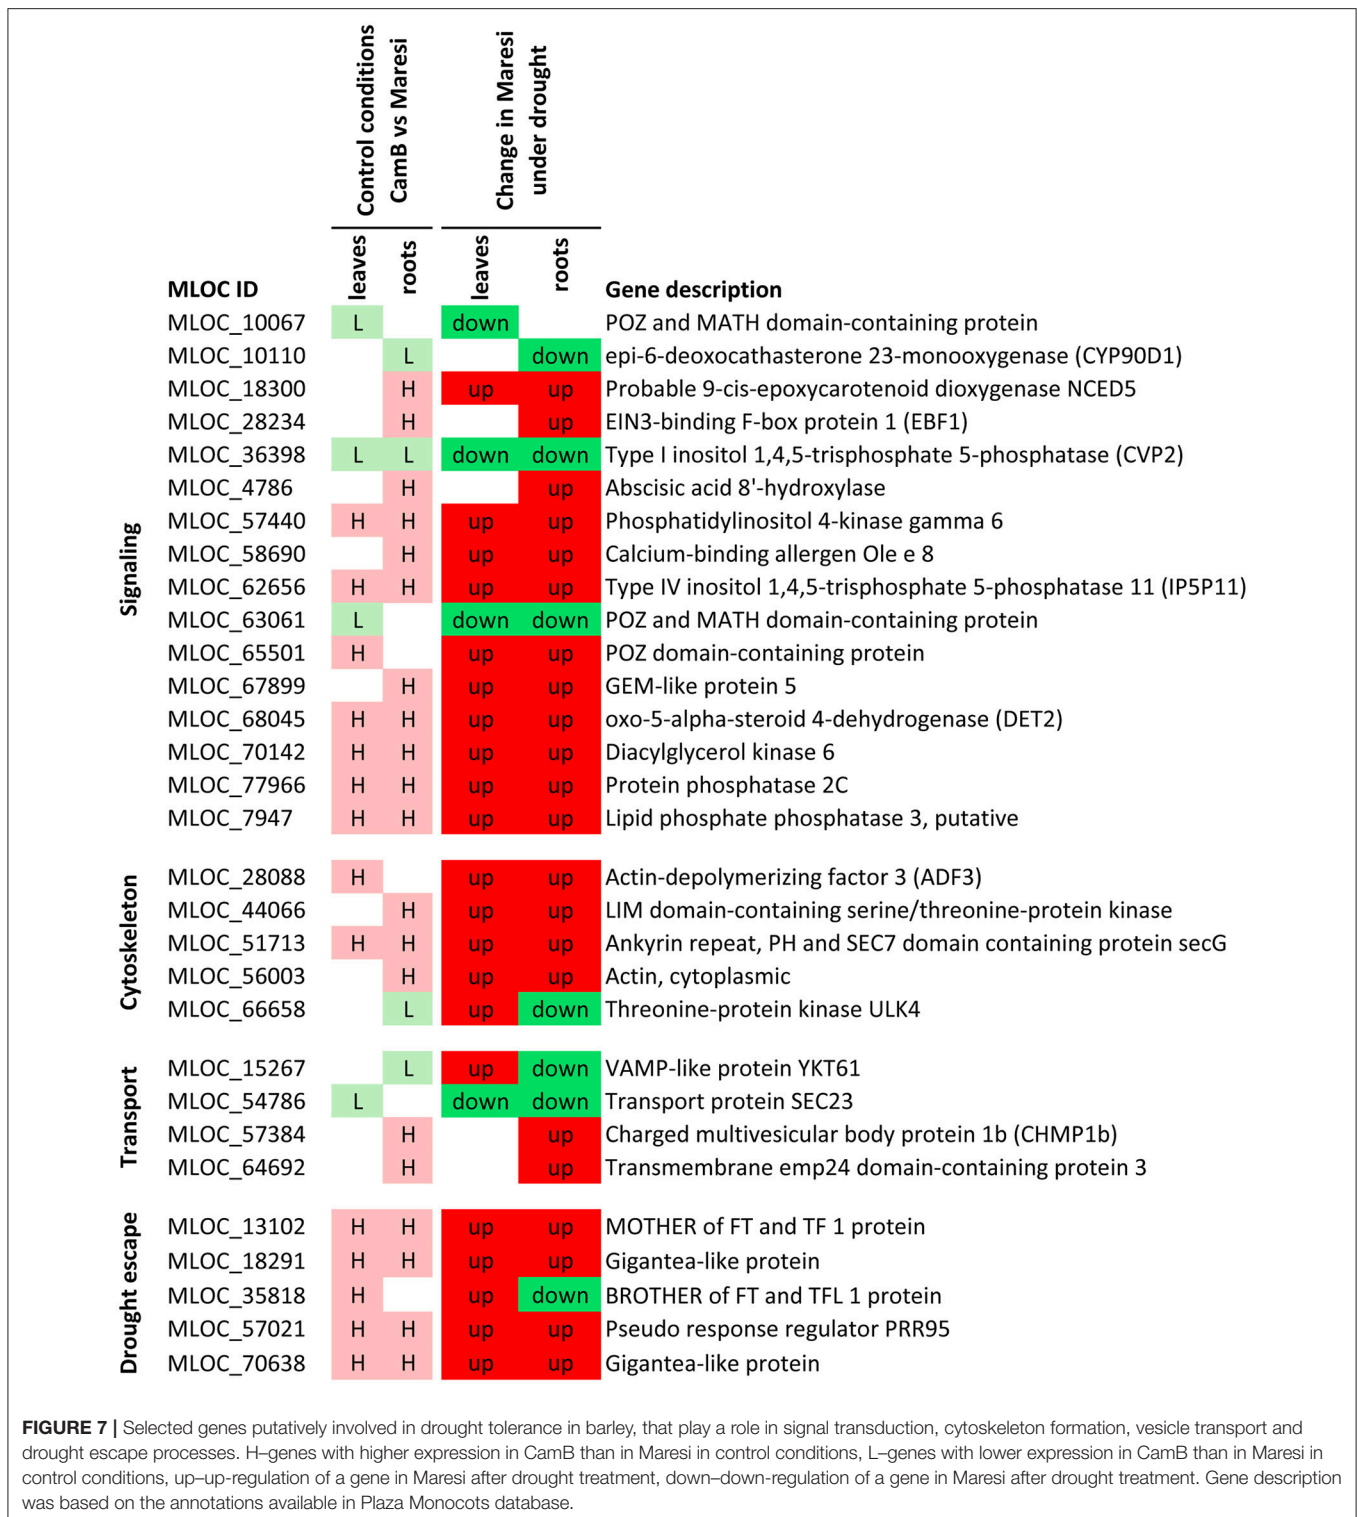 Control conditions
CamB vs Maresi
Change in Maresi
under drought
leaves
roots
leaves
roots
MLOC ID Gene description
Signaling
MLOC_10067 L down POZ and MATH domain-containing protein
MLOC_10110 L down epi-6-deoxocathasterone 23-monooxygenase (CYP90D1)
MLOC_18300 H up up Probable 9-cis-epoxycarotenoid dioxygenase NCED5
MLOC_28234 H up EIN3-binding F-box protein 1 (EBF1)
MLOC_36398 L L down down Type I inositol 1,4,5-trisphosphate 5-phosphatase (CVP2)
MLOC_4786 H up Abscisic acid 8'-hydroxylase
MLOC_57440 H H up up Phosphatidylinositol 4-kinase gamma 6
MLOC_58690 H up up Calcium-binding allergen Ole e 8
MLOC_62656 H H up up Type IV inositol 1,4,5-trisphosphate 5-phosphatase 11 (IP5P11)
MLOC_63061 L down down POZ and MATH domain-containing protein
MLOC_65501 H up up POZ domain-containing protein
MLOC_67899 H up up GEM-like protein 5
MLOC_68045 H H up up oxo-5-alpha-steroid 4-dehydrogenase (DET2)
MLOC_70142 H H up up Diacylglycerol kinase 6
MLOC_77966 H H up up Protein phosphatase 2C
MLOC_7947 H H up up Lipid phosphate phosphatase 3, putative
Cytoskeleton
MLOC_28088 H up up Actin-depolymerizing factor 3 (ADF3)
MLOC_44066 H up up LIM domain-containing serine/threonine-protein kinase
MLOC_51713 H H up up Ankyrin repeat, PH and SEC7 domain containing protein secG
MLOC_56003 H up up Actin, cytoplasmic
MLOC_66658 L up down Threonine-protein kinase ULK4
Transport
MLOC_15267 L up down VAMP-like protein YKT61
MLOC_54786 L down down Transport protein SEC23
MLOC_57384 H up Charged multivesicular body protein 1b (CHMP1b)
MLOC_64692 H up Transmembrane emp24 domain-containing protein 3
Drought escape
MLOC_13102 H H up up MOTHER of FT and TF 1 protein
MLOC_18291 H H up up Gigantea-like protein
MLOC_35818 H up down BROTHER of FT and TFL 1 protein
MLOC_57021 H H up up Pseudo response regulator PRR95
MLOC_70638 H H up up Gigantea-like protein
FIGURE 7 | Selected genes putatively involved in drought tolerance in barley, that play a role in signal transduction, cytoskeleton formation, vesicle transport and
drought escape processes. H–genes with higher expression in CamB than in Maresi in control conditions, L–genes with lower expression in CamB than in Maresi in
control conditions, up–up-regulation of a gene in Maresi after drought treatment, down–down-regulation of a gene in Maresi after drought treatment. Gene description
was based on the annotations available in Plaza Monocots database.